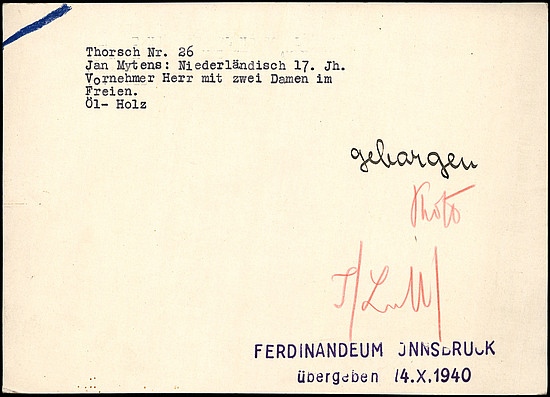 Thorsch Nr. 26
Jan Mytens: Niederländisch 17. Jh.
Vornehmer Herr mit zwei Damen im
Freien.
Öl- Holz
geborgen
Photo
FERDINANDEUM INNSBRUCK
übergeben 14.X.1940